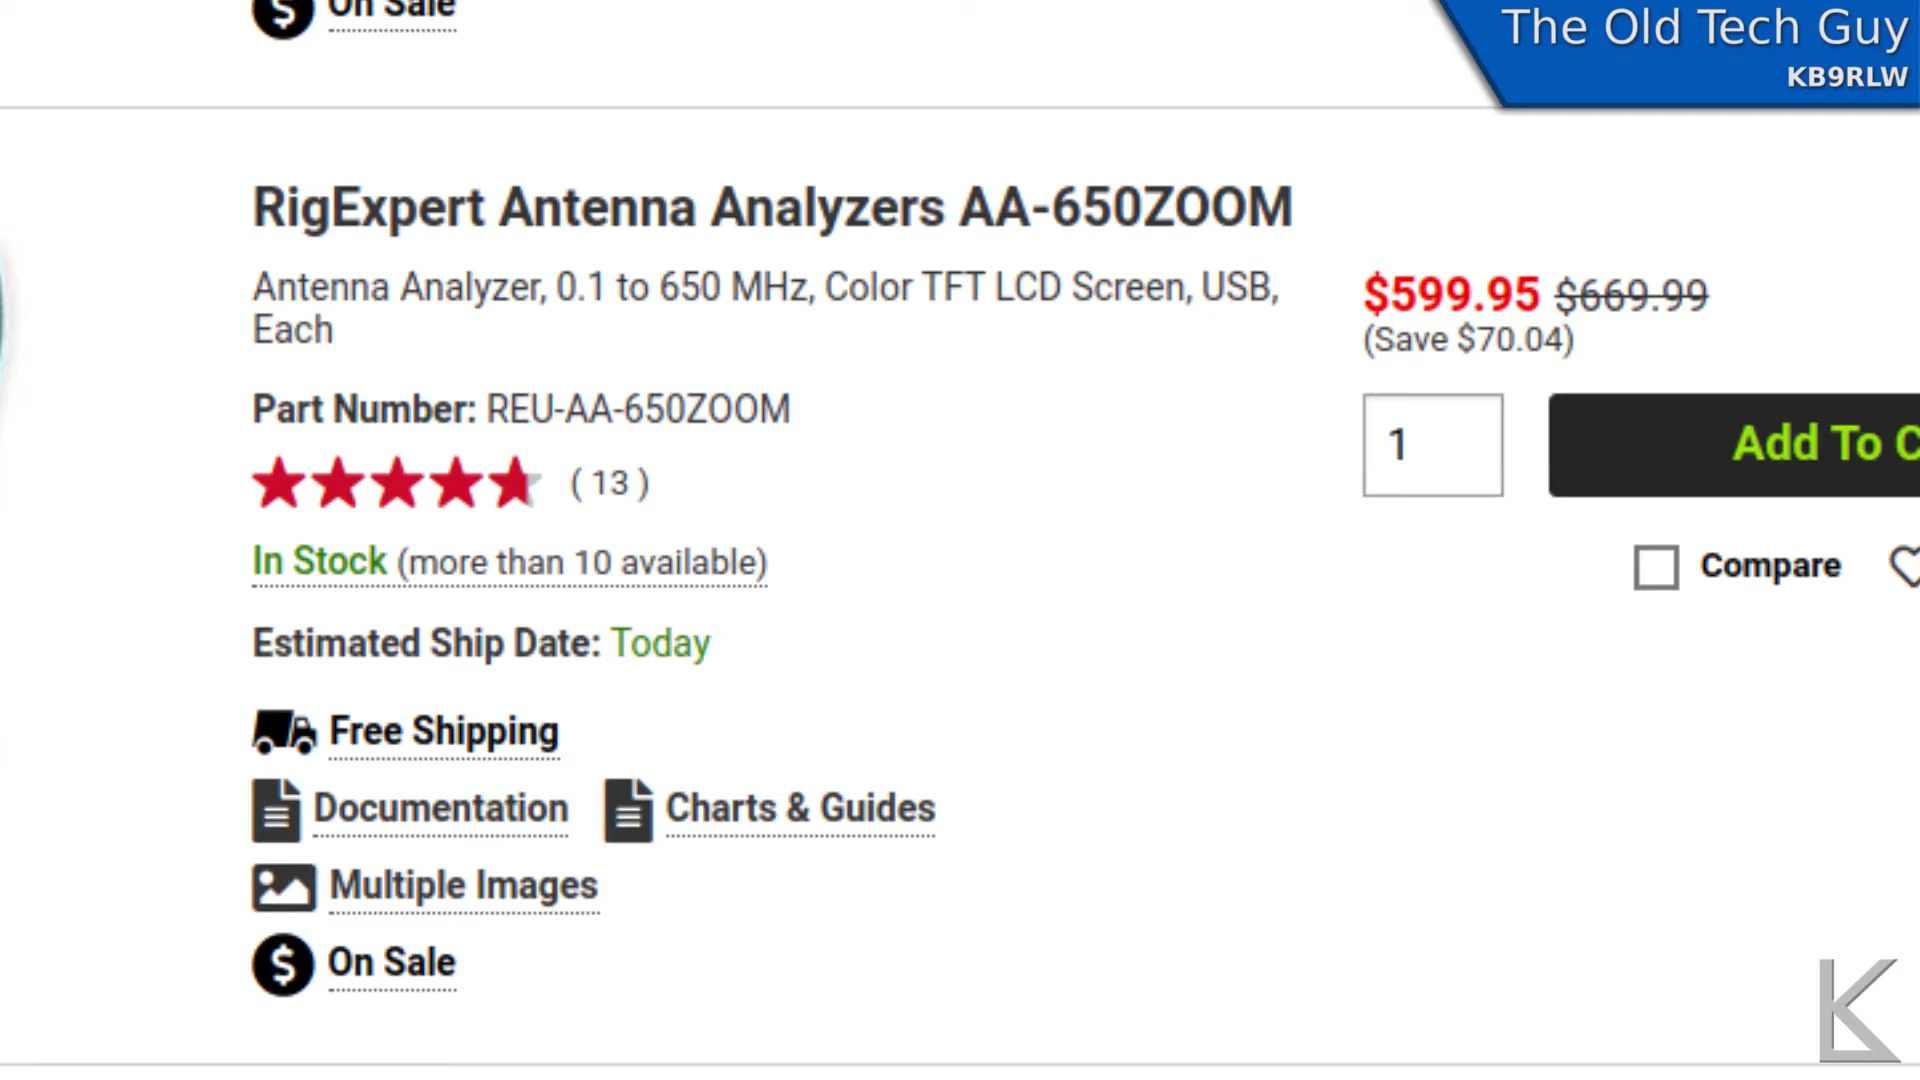 On Sale
The Old Tech Guy
KB9RLW
RigExpert Antenna Analyzers AA-650ZOOM
Antenna Analyzer, 0.1 to 650 MHz, Color TFT LCD Screen, USB,
Each
$599.95 $669.99
(Save $70.04)
Part Number: REU-AA-650ZOOM
1
Add To C
( 13 )
In Stock (more than 10 available)
Compare
Estimated Ship Date: Today
Free Shipping
Documentation Charts & Guides
Multiple Images
$ On Sale
K